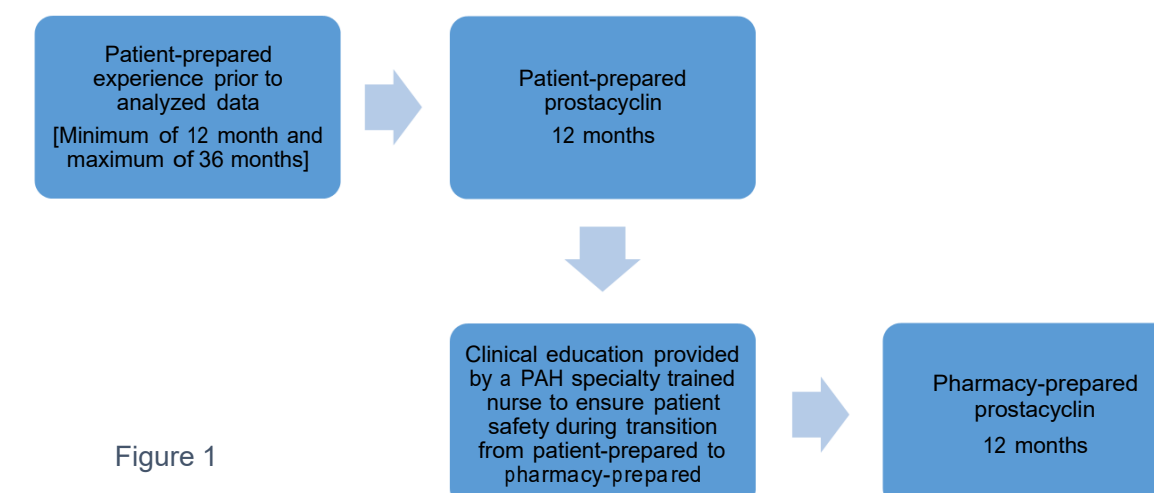 Patient-prepared
experience prior to
analyzed data
[Minimum of 12 month and
maximum of 36 months]
Patient-prepared
prostacyclin
12 months
Clinical education provided
by a PAH specialty trained
nurse to ensure patient
safety during transition
from patient-prepared to
pharmacy-prepared
Pharmacy-prepared
prostacyclin
12 months
Figure 1